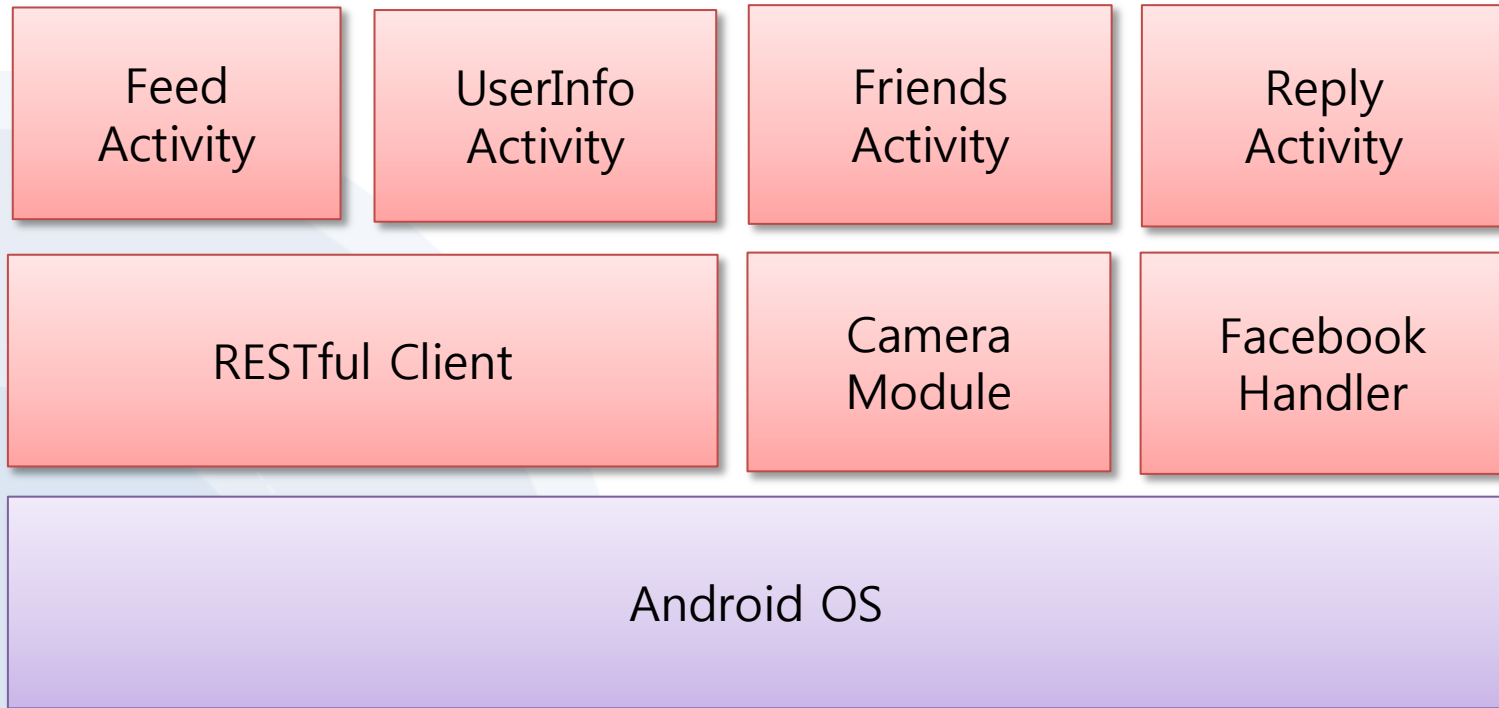 Feed
Activity
UserInfo
Activity
Friends
Activity
Reply
Activity
RESTful Client
Camera
Module
Facebook
Handler
Android OS